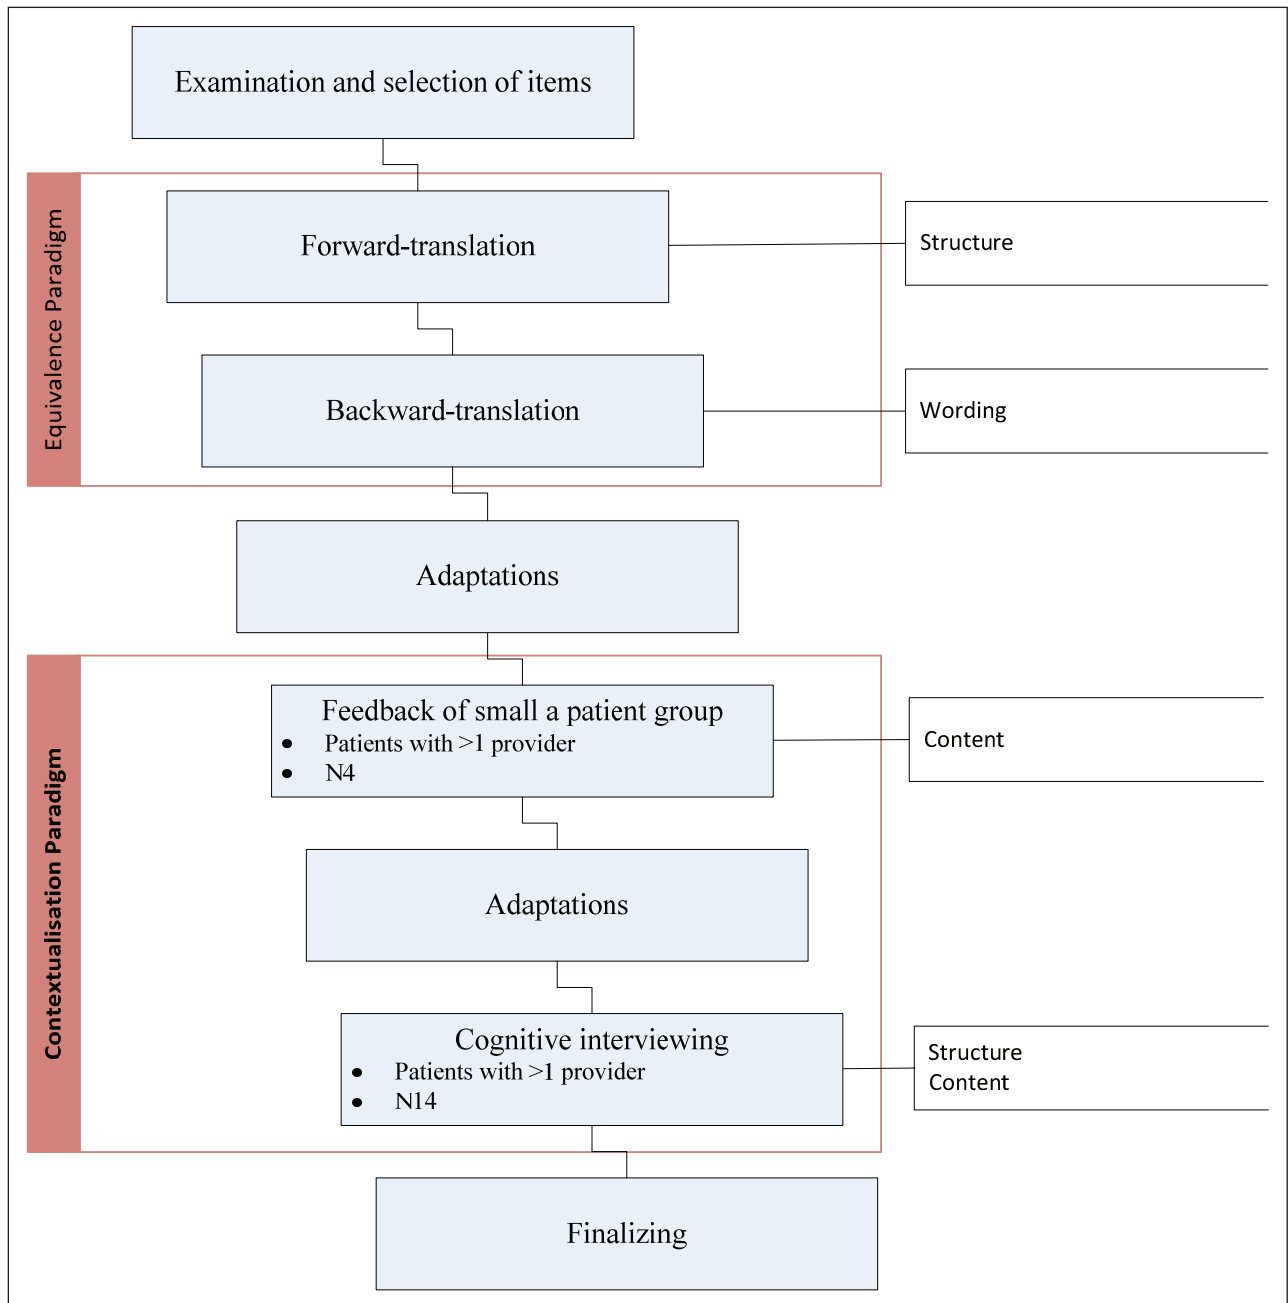 Examination and selection of items
Equivalence Paradigm
Forward-translation
Structure
Backward-translation
Wording
Adaptations
Contextualisation Paradigm
Feedback of small a patient group
● Patients with >1 provider
● N4
Content
Adaptations
Cognitive interviewing
● Patients with >1 provider
● N14
Structure
Content
Finalizing